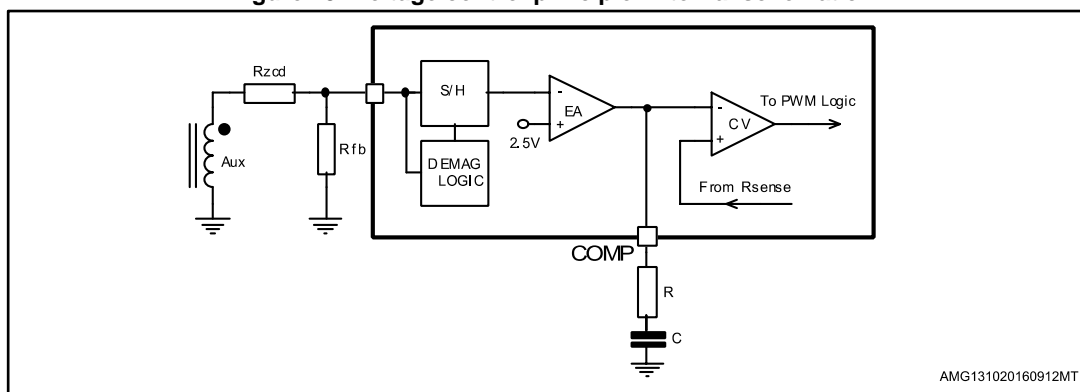 Rzcd
Aux
Rfb
S/H
DEMAG
LOGIC
-
EA
+
2.5V
-
CV
+
To PWM Logic
From Rsense
COMP
R
C
AMG131020160912MT